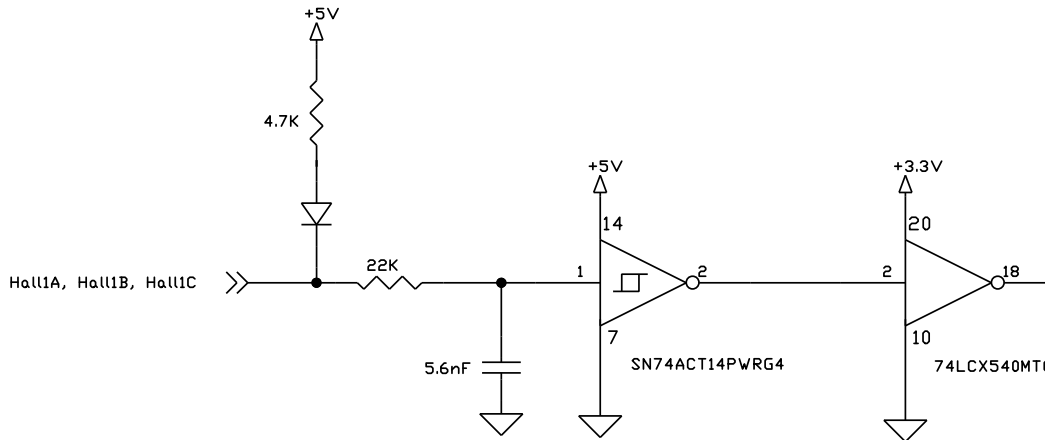 +5V
4.7K
+5V
+3.3V
14
20
22K
1
2
2
18
Hall1A, Hall1B, Hall1C
7
10
5.6nF
SN74ACT14PWRG4
74LCX540MT